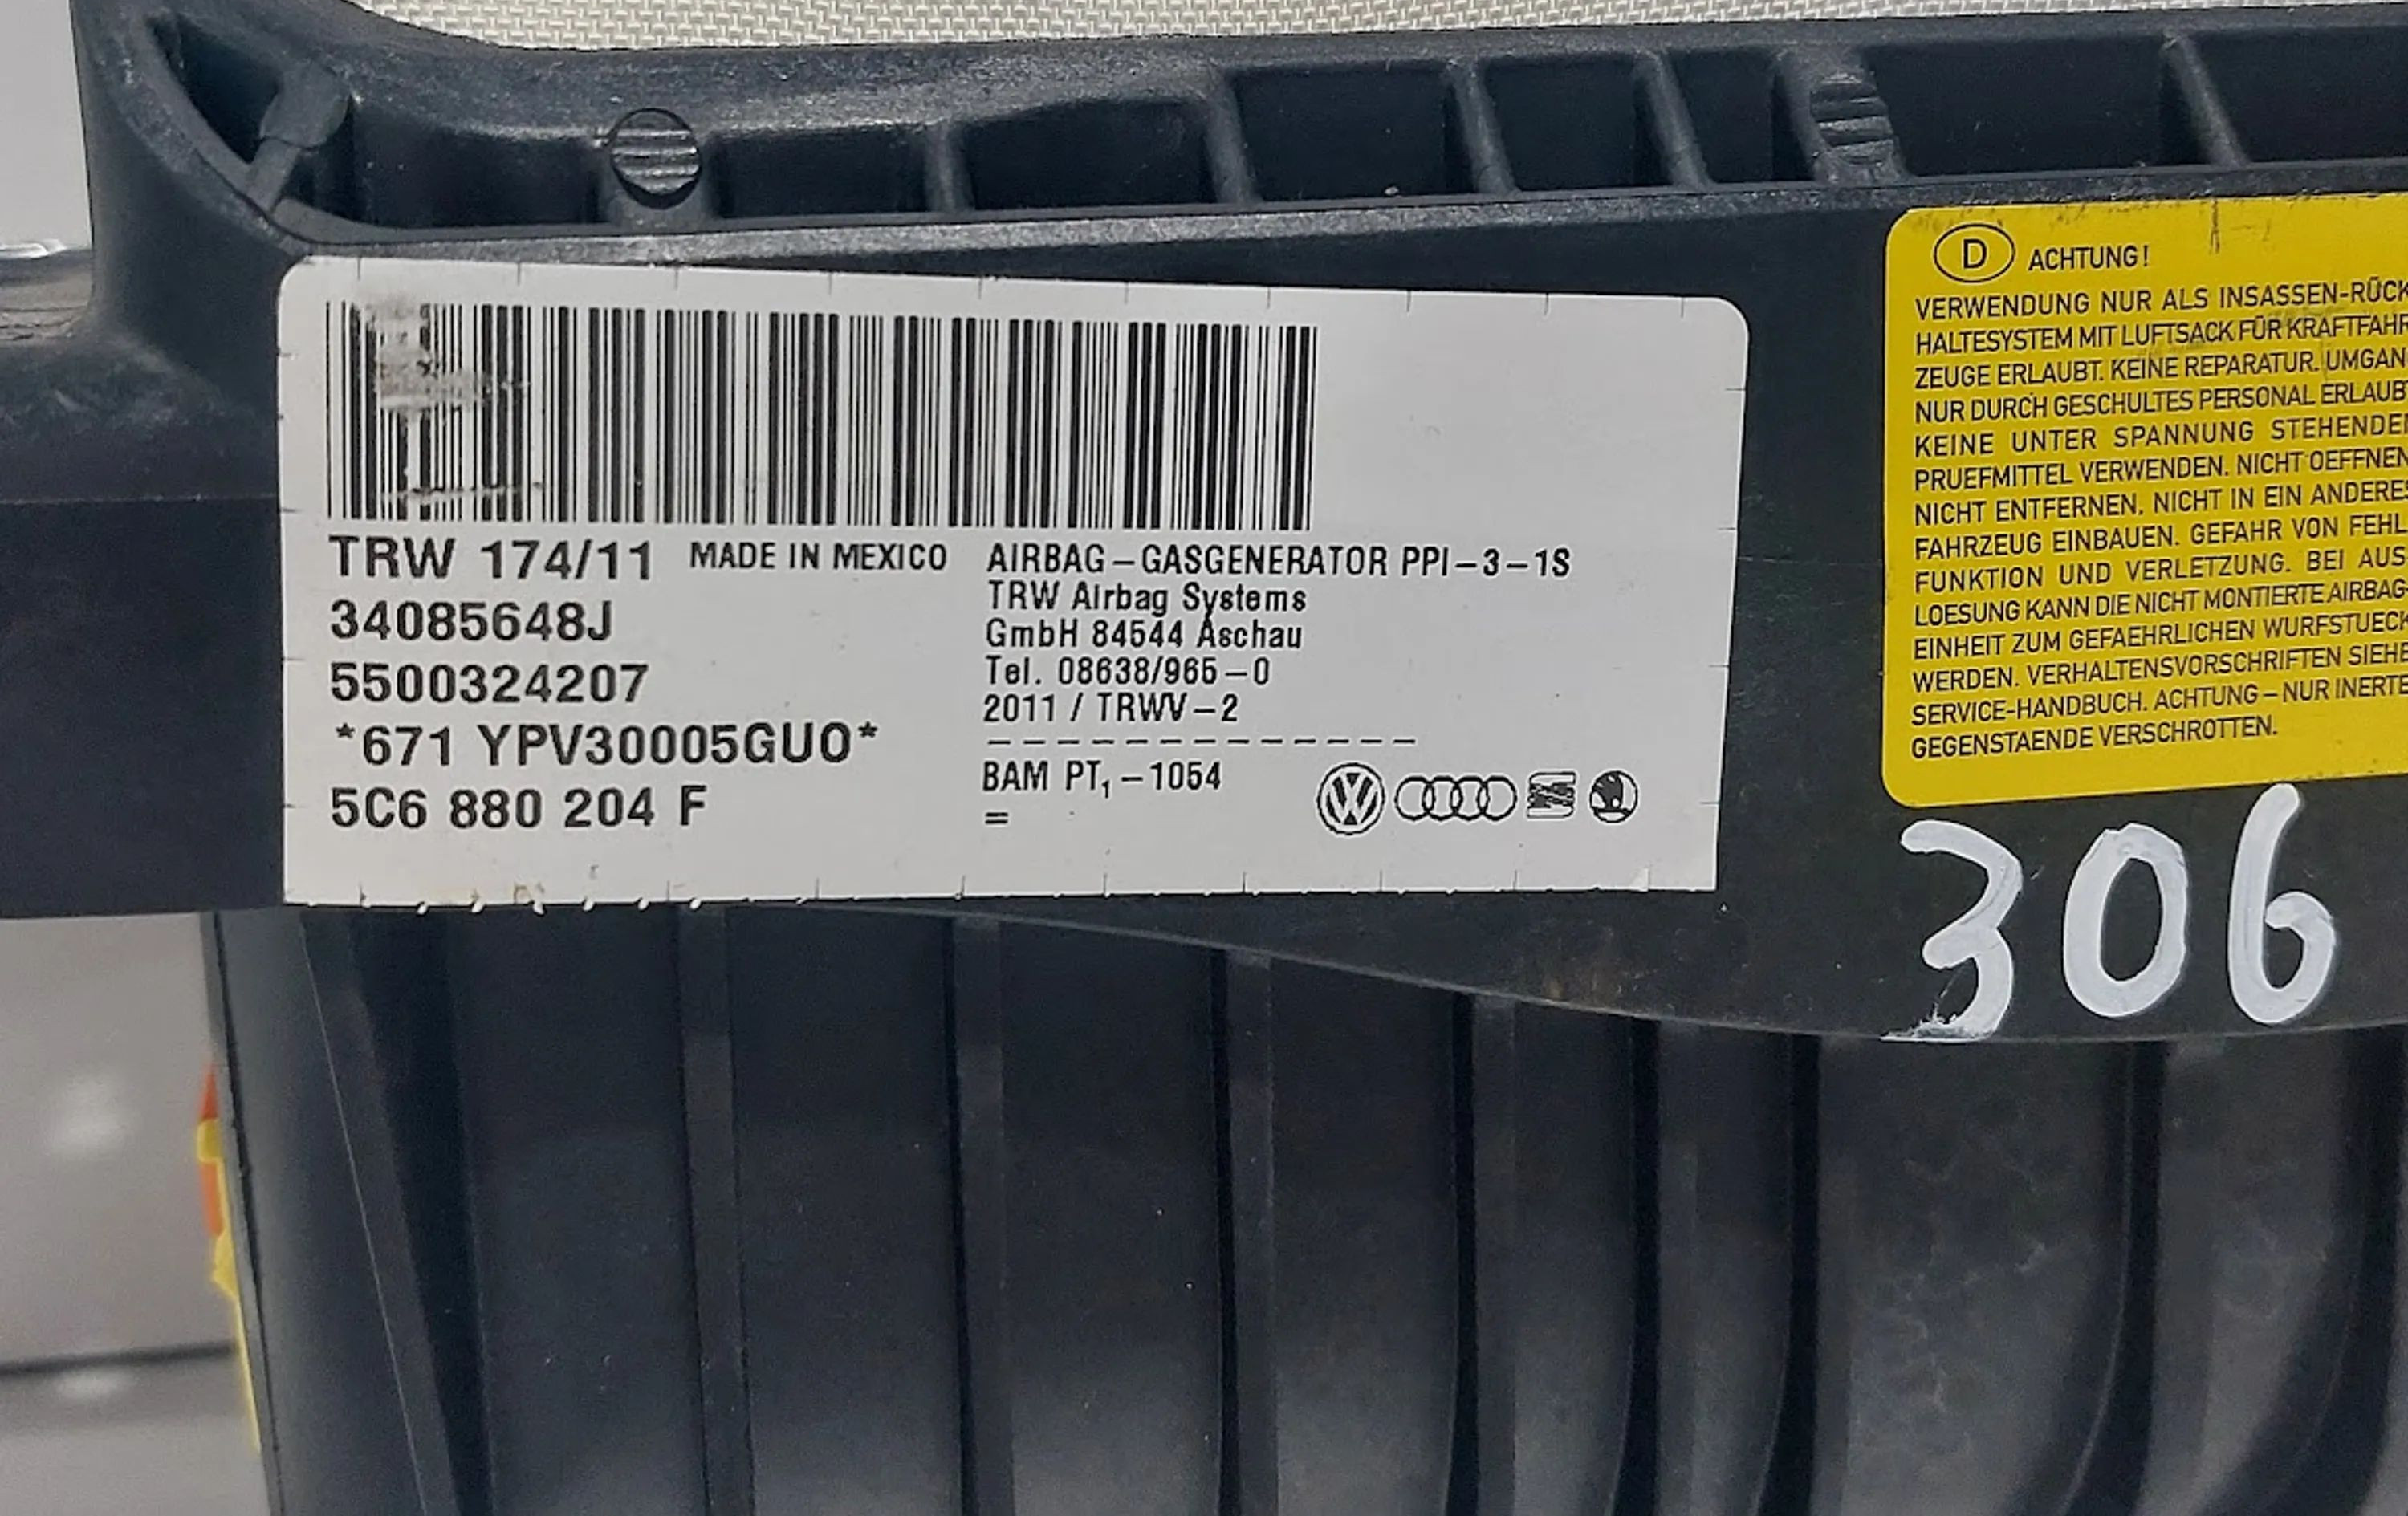 TRW 174/11 MADE IN MEXICO
34085648J
5500324207
*671 YPV30005GUO*
5C6 880 204 F
AIRBAG-GASGENERATOR PPI-3-1S
TRW Airbag Systems
GmbH 84544 Aschau
Tel. 08638/965-0
2011 / TRWV-2
--------------
BAM PT₁-1054
=
D ACHTUNG!
VERWENDUNG NUR ALS INSASSEN-RÜCK
HALTESYSTEM MIT LUFTSACK FÜR KRAFTFAHR
ZEUGE ERLAUBT. KEINE REPARATUR. UMGAN
NUR DURCH GESCHULTES PERSONAL ERLAUB
KEINE UNTER SPANNUNG STEHENDE
PRUEFMITTEL VERWENDEN. NICHT OEFFNEN
NICHT ENTFERNEN. NICHT IN EIN ANDERES
FAHRZEUG EINBAUEN. GEFAHR VON FEHL
FUNKTION UND VERLETZUNG. BEI AUS
LOESUNG KANN DIE NICHT MONTIERTE AIRBAG-
EINHEIT ZUM GEFAEHRLICHEN WURFSTUECK
WERDEN. VERHALTENSVORSCHRIFTEN SIEHE
SERVICE-HANDBUCH. ACHTUNG – NUR INERTE
GEGENSTAENDE VERSCHROTTEN.
306